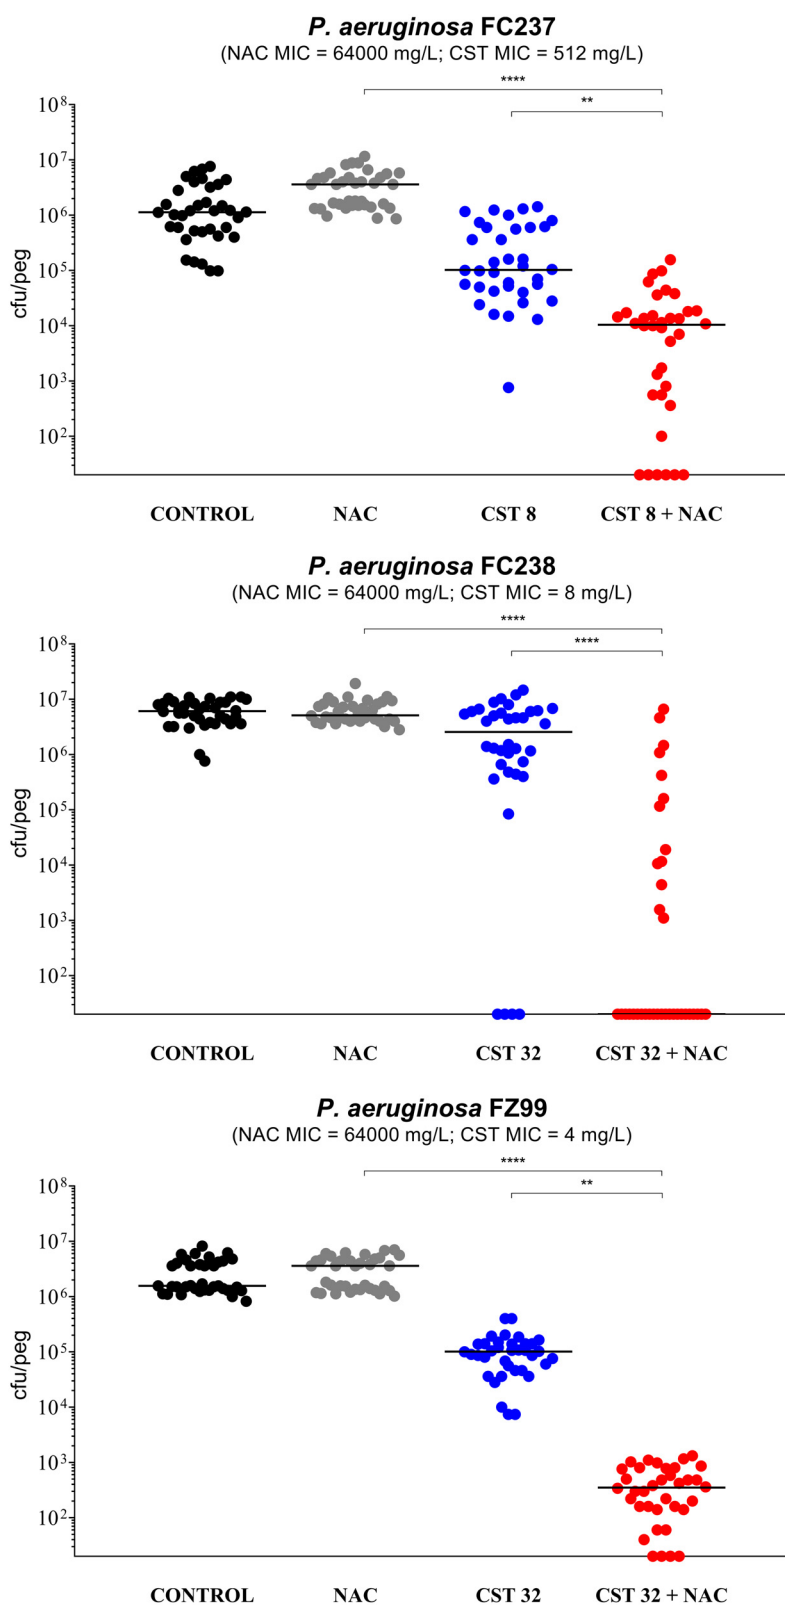 P. aeruginosa FC237
(NAC MIC = 64000 mg/L; CST MIC = 512 mg/L)
****
**
10⁸
10⁷
10⁶
10⁵
10⁴
10³
10²
cfu/peg
CONTROL NAC CST 8 CST 8 + NAC
P. aeruginosa FC238
(NAC MIC = 64000 mg/L; CST MIC = 8 mg/L)
****
****
10⁸
10⁷
10⁶
10⁵
10⁴
10³
10²
cfu/peg
CONTROL NAC CST 32 CST 32 + NAC
P. aeruginosa FZ99
(NAC MIC = 64000 mg/L; CST MIC = 4 mg/L)
****
**
10⁸
10⁷
10⁶
10⁵
10⁴
10³
10²
cfu/peg
CONTROL NAC CST 32 CST 32 + NAC